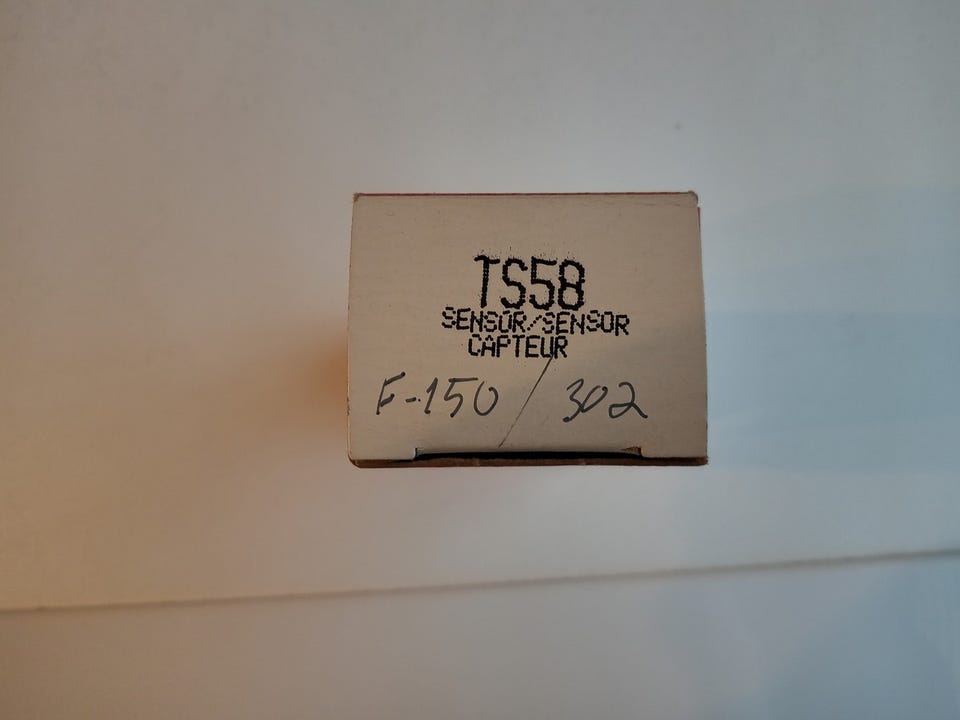 TS58
SENSOR/SENSOR
CAPTEUR
F-150 / 302